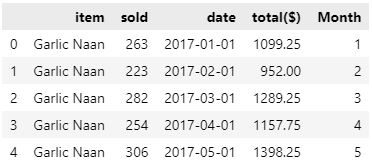 item sold date total($) Month
0 Garlic Naan 263 2017-01-01 1099.25 1
1 Garlic Naan 223 2017-02-01 952.00 2
2 Garlic Naan 282 2017-03-01 1289.25 3
3 Garlic Naan 254 2017-04-01 1157.75 4
4 Garlic Naan 306 2017-05-01 1398.25 5